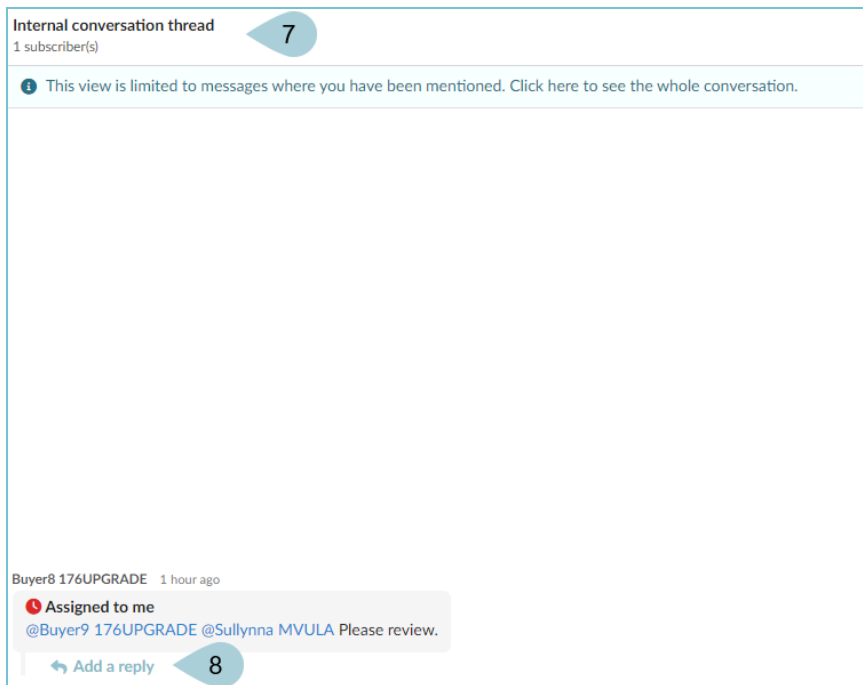 Internal conversation thread
7
1 subscriber(s)
This view is limited to messages where you have been mentioned. Click here to see the whole conversation.
Buyer8 176UPGRADE 1 hour ago
Assigned to me
@Buyer9 176UPGRADE @Sullynna MVULA Please review.
Add a reply
8